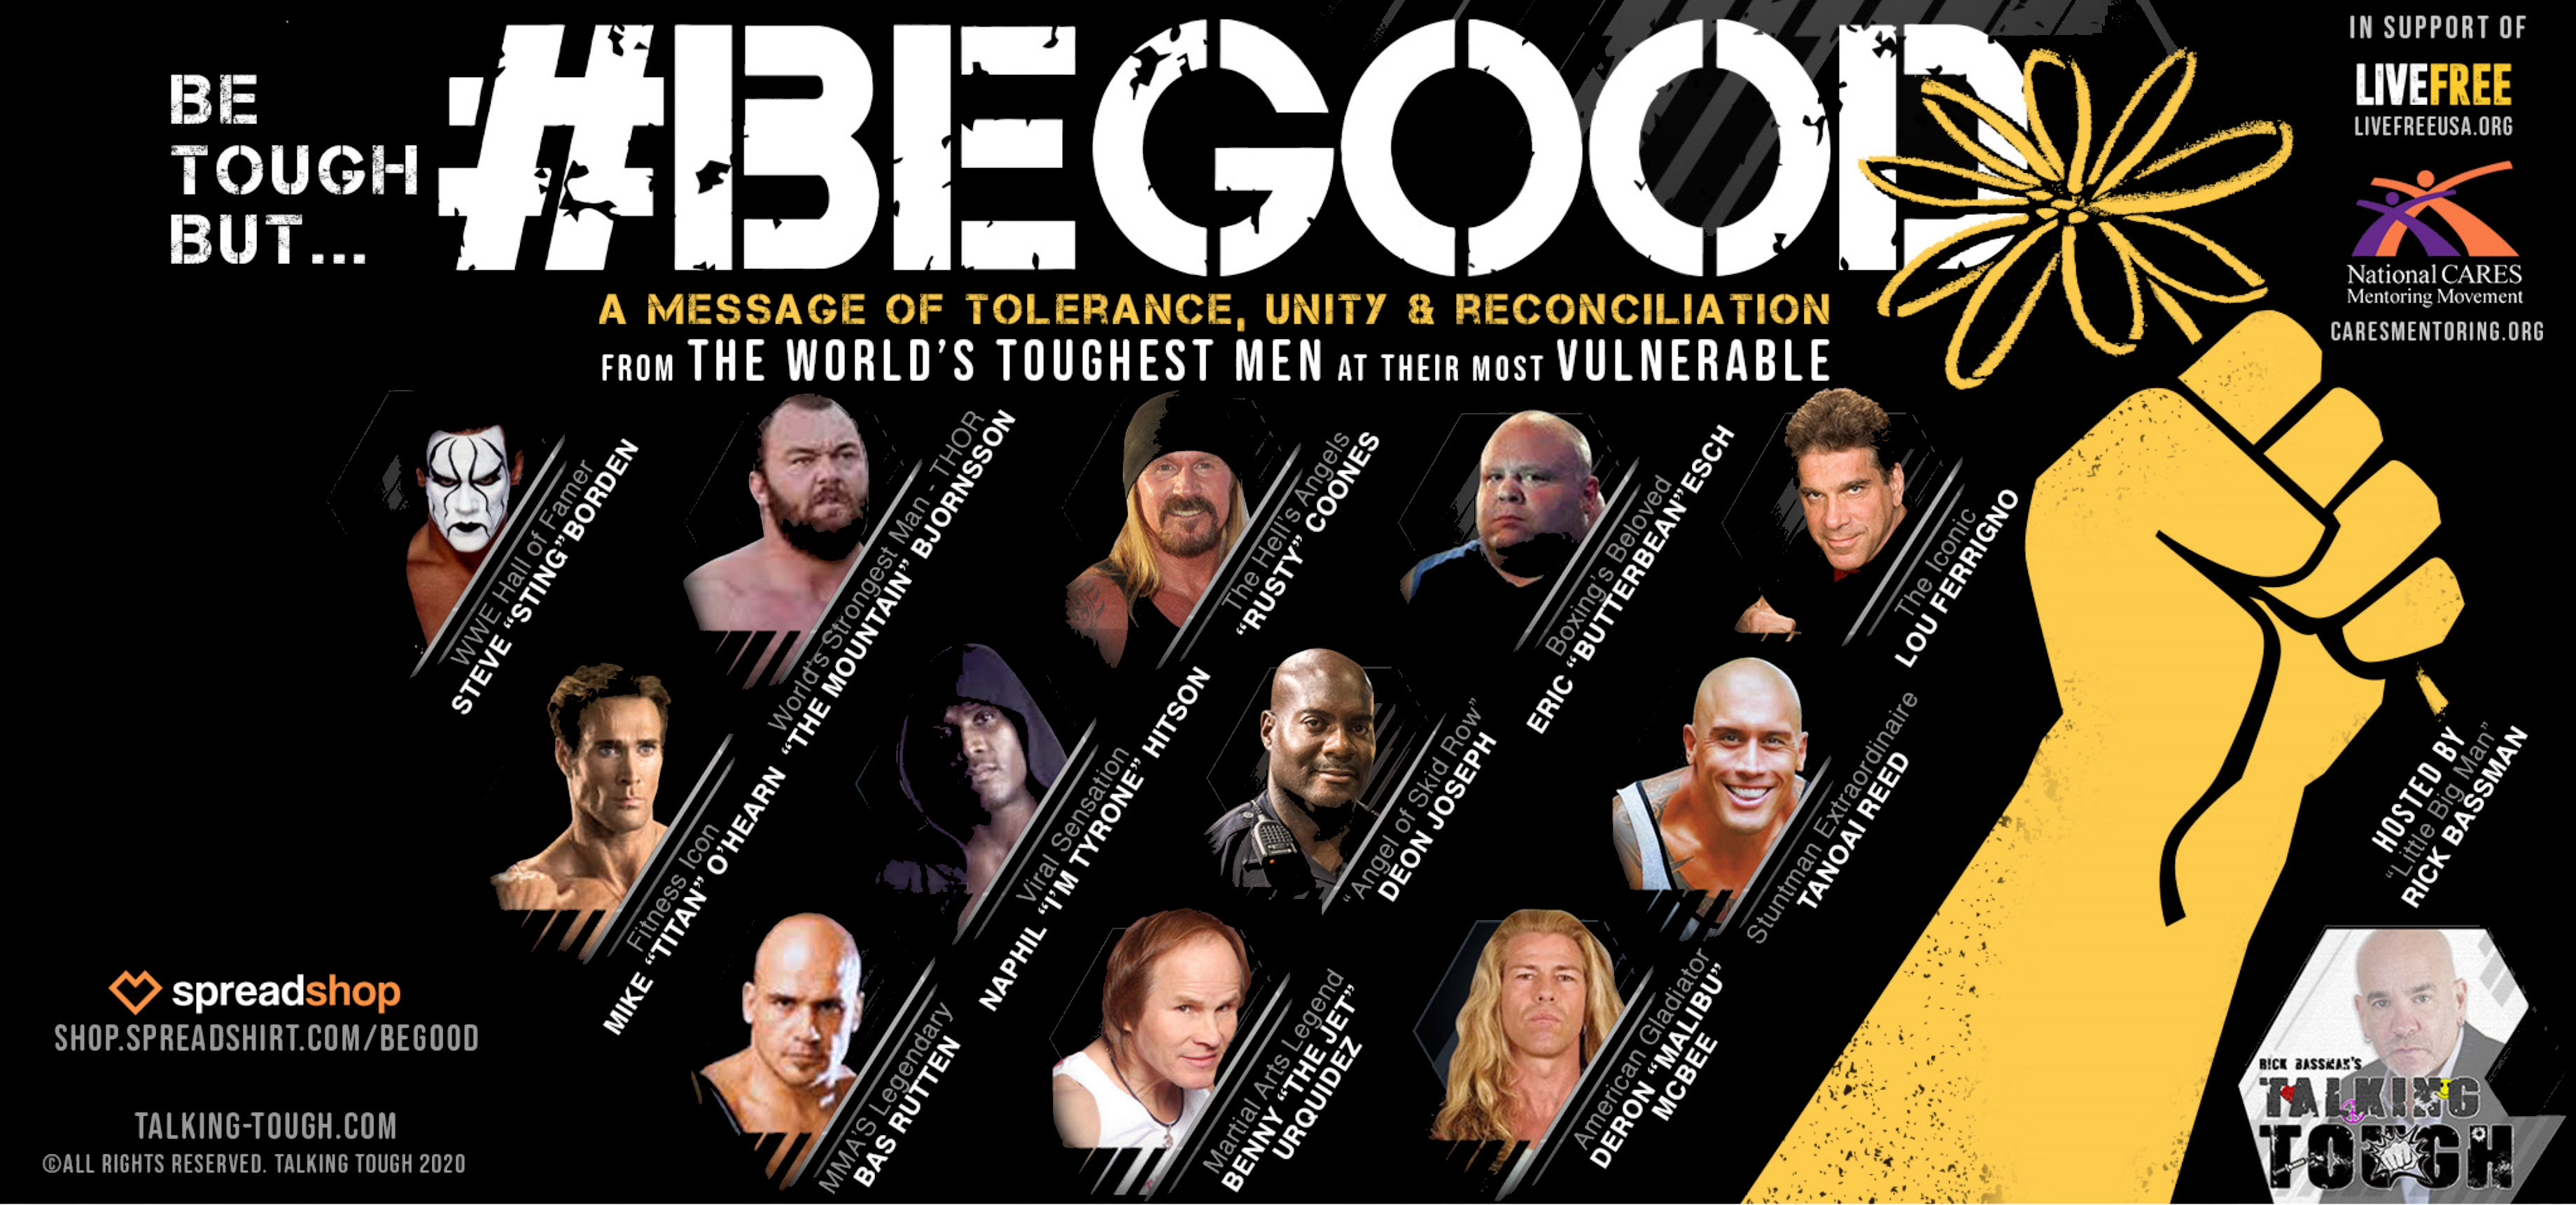 BE
TOUGH
BUT...
#BEGOOD
A MESSAGE OF TOLERANCE, UNITY & RECONCILIATION
FROM THE WORLD'S TOUGHEST MEN AT THEIR MOST VULNERABLE
IN SUPPORT OF
LIVEFREE
LIVEFREEUSA.ORG
National CARES
Mentoring Movement
CARESMENTORING.ORG
WWE Hall of Famer
STEVE “STING”BORDEN
World's Strongest Man - THOR
“THE MOUNTAIN” BJORNSSON
The Hell's Angels
“RUSTY” COONES
Boxing's Beloved
ERIC “BUTTERBEAN”ESCH
The Iconic
LOU FERRIGNO
Fitness Icon
MIKE “TITAN” O'HEARN
Viral Sensation
NAPHIL “I'M TYRONE” HITSON
“Angel of Skid Row”
DEON JOSEPH
Stuntman Extraordinaire
TANOAI REED
MMA'S Legendary
BAS RUTTEN
Martial Arts Legend
BENNY “THE JET”
URQUIDEZ
American Gladiator
DERON “MALIBU”
MCBEE
HOSTED BY
“Little Big Man”
RICK BASSMAN
RICK BASSMAN'S
TALKING
TOUGH
spreadshop
SHOP.SPREADSHIRT.COM/BEGOOD
TALKING-TOUGH.COM
©ALL RIGHTS RESERVED. TALKING TOUGH 2020